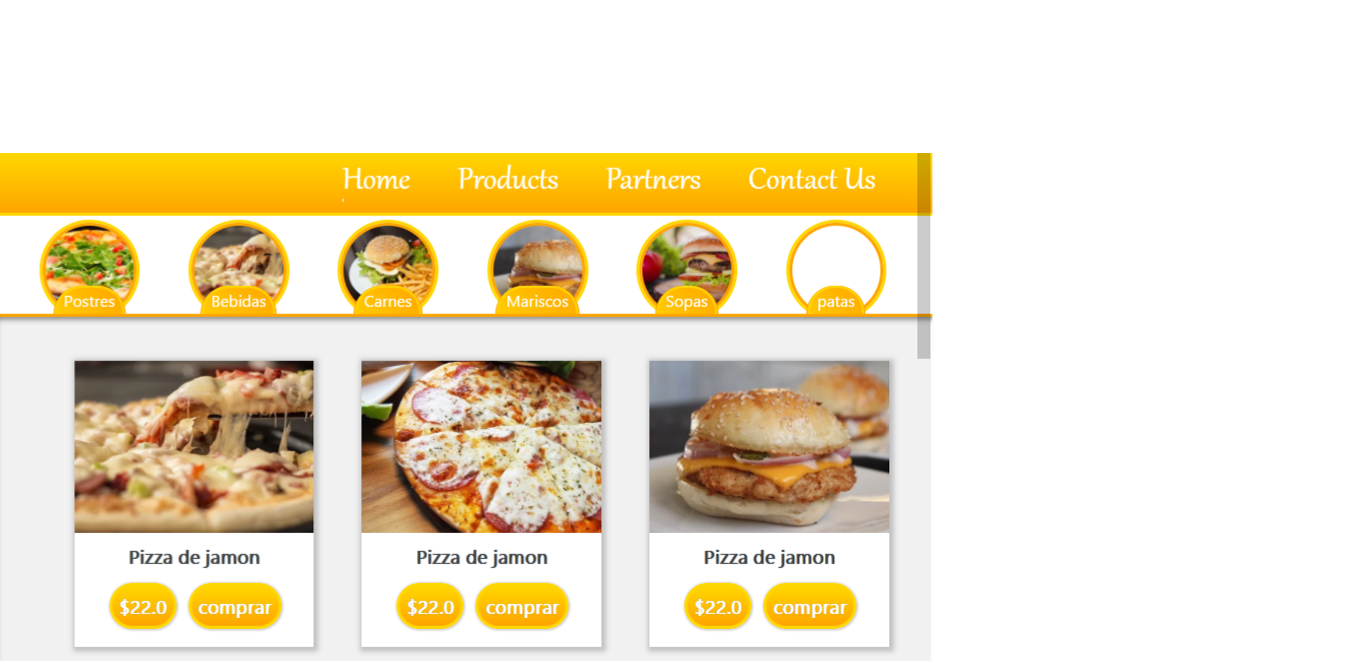 Home Products Partners Contact Us
Postres Bebidas Carnes Mariscos Sopas patas
Pizza de jamon Pizza de jamon Pizza de jamon
$22.0 comprar $22.0 comprar $22.0 comprar